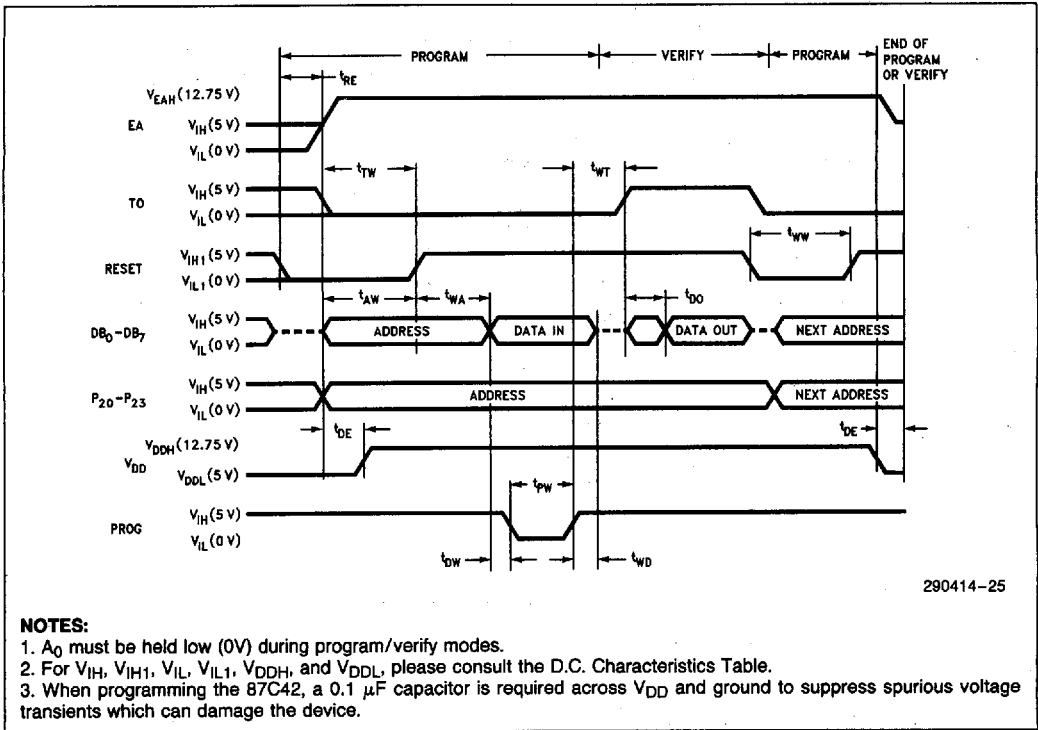 PROGRAM VERIFY PROGRAM END OF
PROGRAM
OR VERIFY
tRE
VEAH (12.75 V)
EA VIH (5 V)
VIL (0 V)
tTW tWT
VIH (5 V)
TO
VIL (0 V)
tWW
VIH1 (5 V)
RESET
VIL1 (0 V)
tAW tWA tDO
VIH (5 V)
DB0-DB7 ADDRESS DATA IN DATA OUT NEXT ADDRESS
VIL (0 V)
VIH (5 V)
P20-P23 ADDRESS NEXT ADDRESS
VIL (0 V)
tDE tDE
VDDH (12.75 V)
VDD
VDDL (5 V)
tPW
VIH (5 V)
PROG
VIL (0 V)
tDW tWD
290414-25
NOTES:
1. A0 must be held low (0V) during program/verify modes.
2. For VIH, VIH1, VIL, VIL1, VDDH, and VDDL, please consult the D.C. Characteristics Table.
3. When programming the 87C42, a 0.1 μF capacitor is required across VDD and ground to suppress spurious voltage
transients which can damage the device.